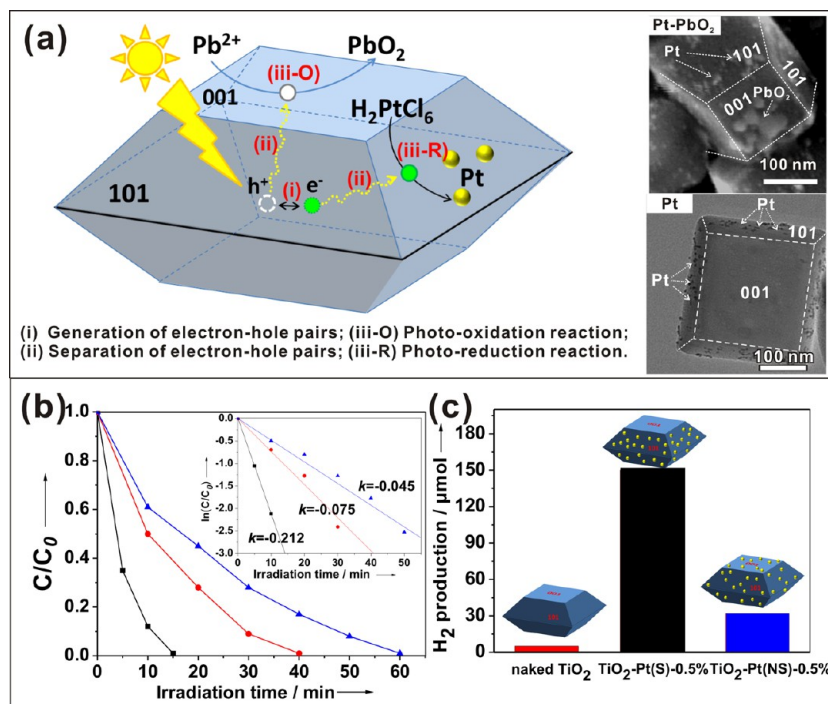 (a)
Pb²⁺ PbO₂
(iii-O)
001
H₂PtCl₆
(ii)
(iii-R)
h⁺ (i) e⁻ (ii)
Pt
101
(i) Generation of electron-hole pairs; (iii-O) Photo-oxidation reaction;
(ii) Separation of electron-hole pairs; (iii-R) Photo-reduction reaction.
Pt-PbO₂
Pt
101
101
001
PbO₂
100 nm
Pt
Pt
101
Pt
001
100 nm
(b)
C/C₀
1.0
0.8
0.6
0.4
0.2
0.0
0 10 20 30 40 50 60
Irradiation time / min
ln(C/C₀)
0.0
-0.5
-1.0
-1.5
-2.0
-2.5
-3.0
k=-0.045
k=-0.075
k=-0.212
0 10 20 30 40 50
Irradiation time / min
(c)
H₂ production / μmol
180
150
120
90
60
30
0
naked TiO₂ TiO₂-Pt(S)-0.5% TiO₂-Pt(NS)-0.5%